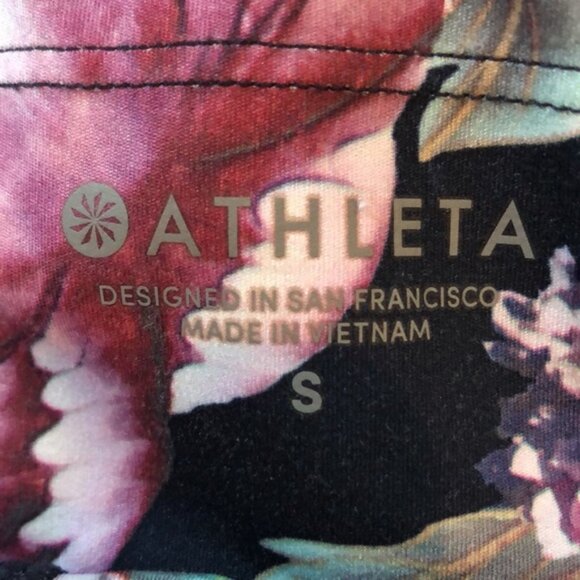 ATHLETA
DESIGNED IN SAN FRANCISCO
MADE IN VIETNAM
S